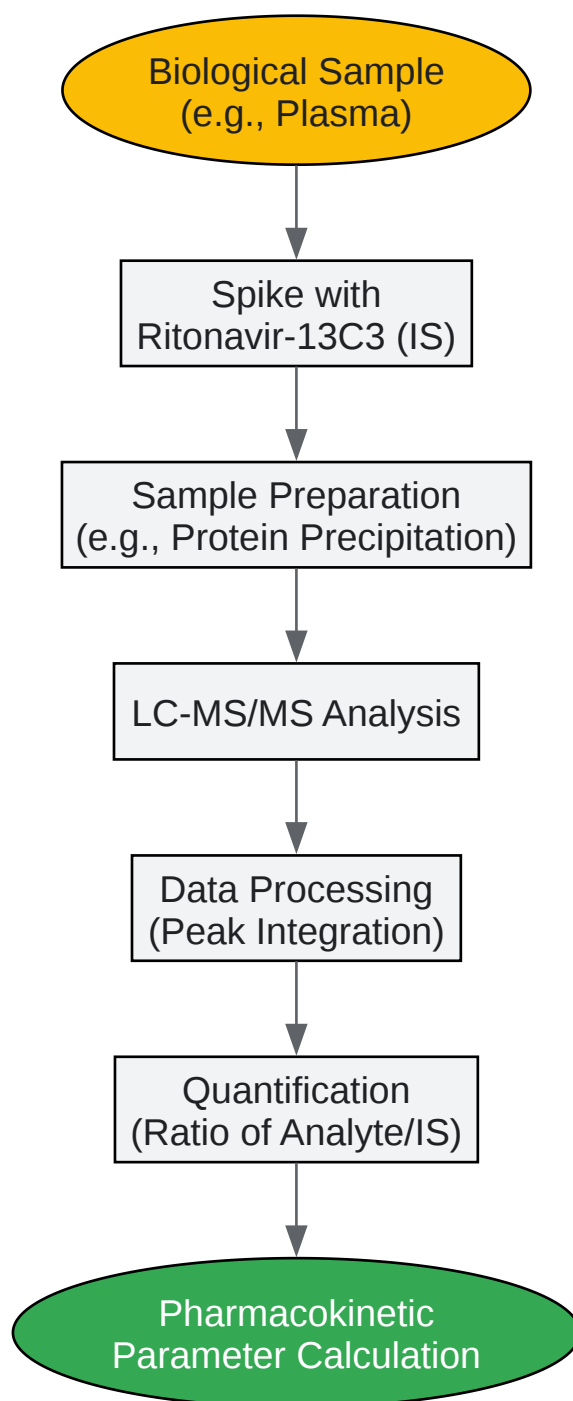 Biological Sample
(e.g., Plasma)
Spike with
Ritonavir-13C3 (IS)
Sample Preparation
(e.g., Protein Precipitation)
LC-MS/MS Analysis
Data Processing
(Peak Integration)
Quantification
(Ratio of Analyte/IS)
Pharmacokinetic
Parameter Calculation